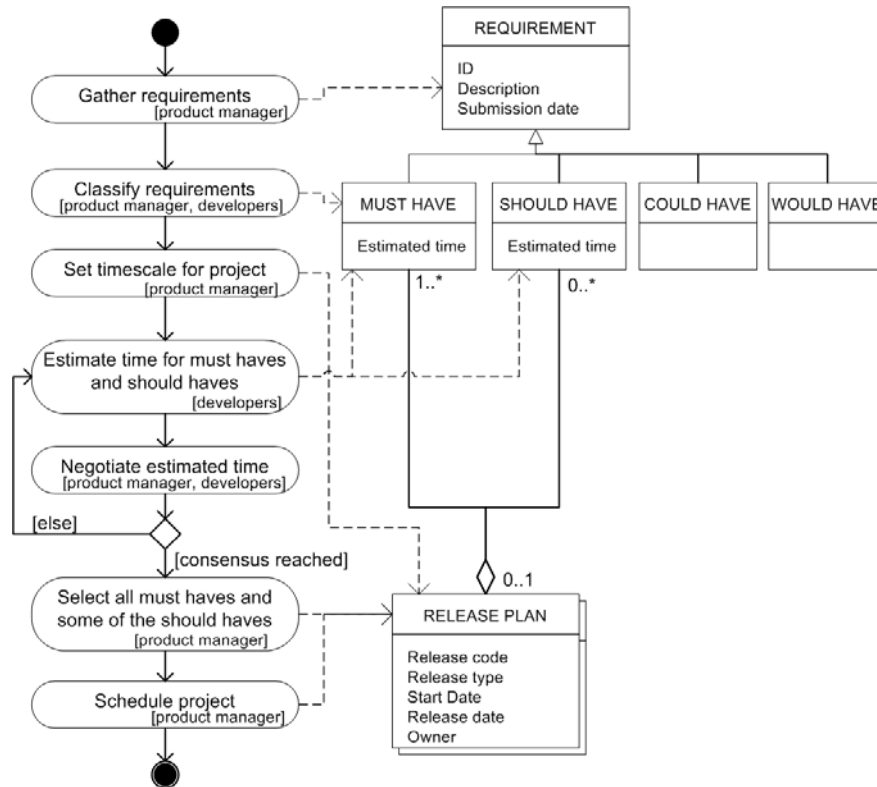 Gather requirements
[product manager]
Classify requirements
[product manager, developers]
Set timescale for project
[product manager]
Estimate time for must haves
and should haves
[developers]
Negotiate estimated time
[product manager, developers]
[else]
[consensus reached]
Select all must haves and
some of the should haves
[product manager]
Schedule project
[product manager]
REQUIREMENT
ID
Description
Submission date
MUST HAVE
Estimated time
1..*
SHOULD HAVE
Estimated time
0..*
COULD HAVE
WOULD HAVE
0..1
RELEASE PLAN
Release code
Release type
Start Date
Release date
Owner